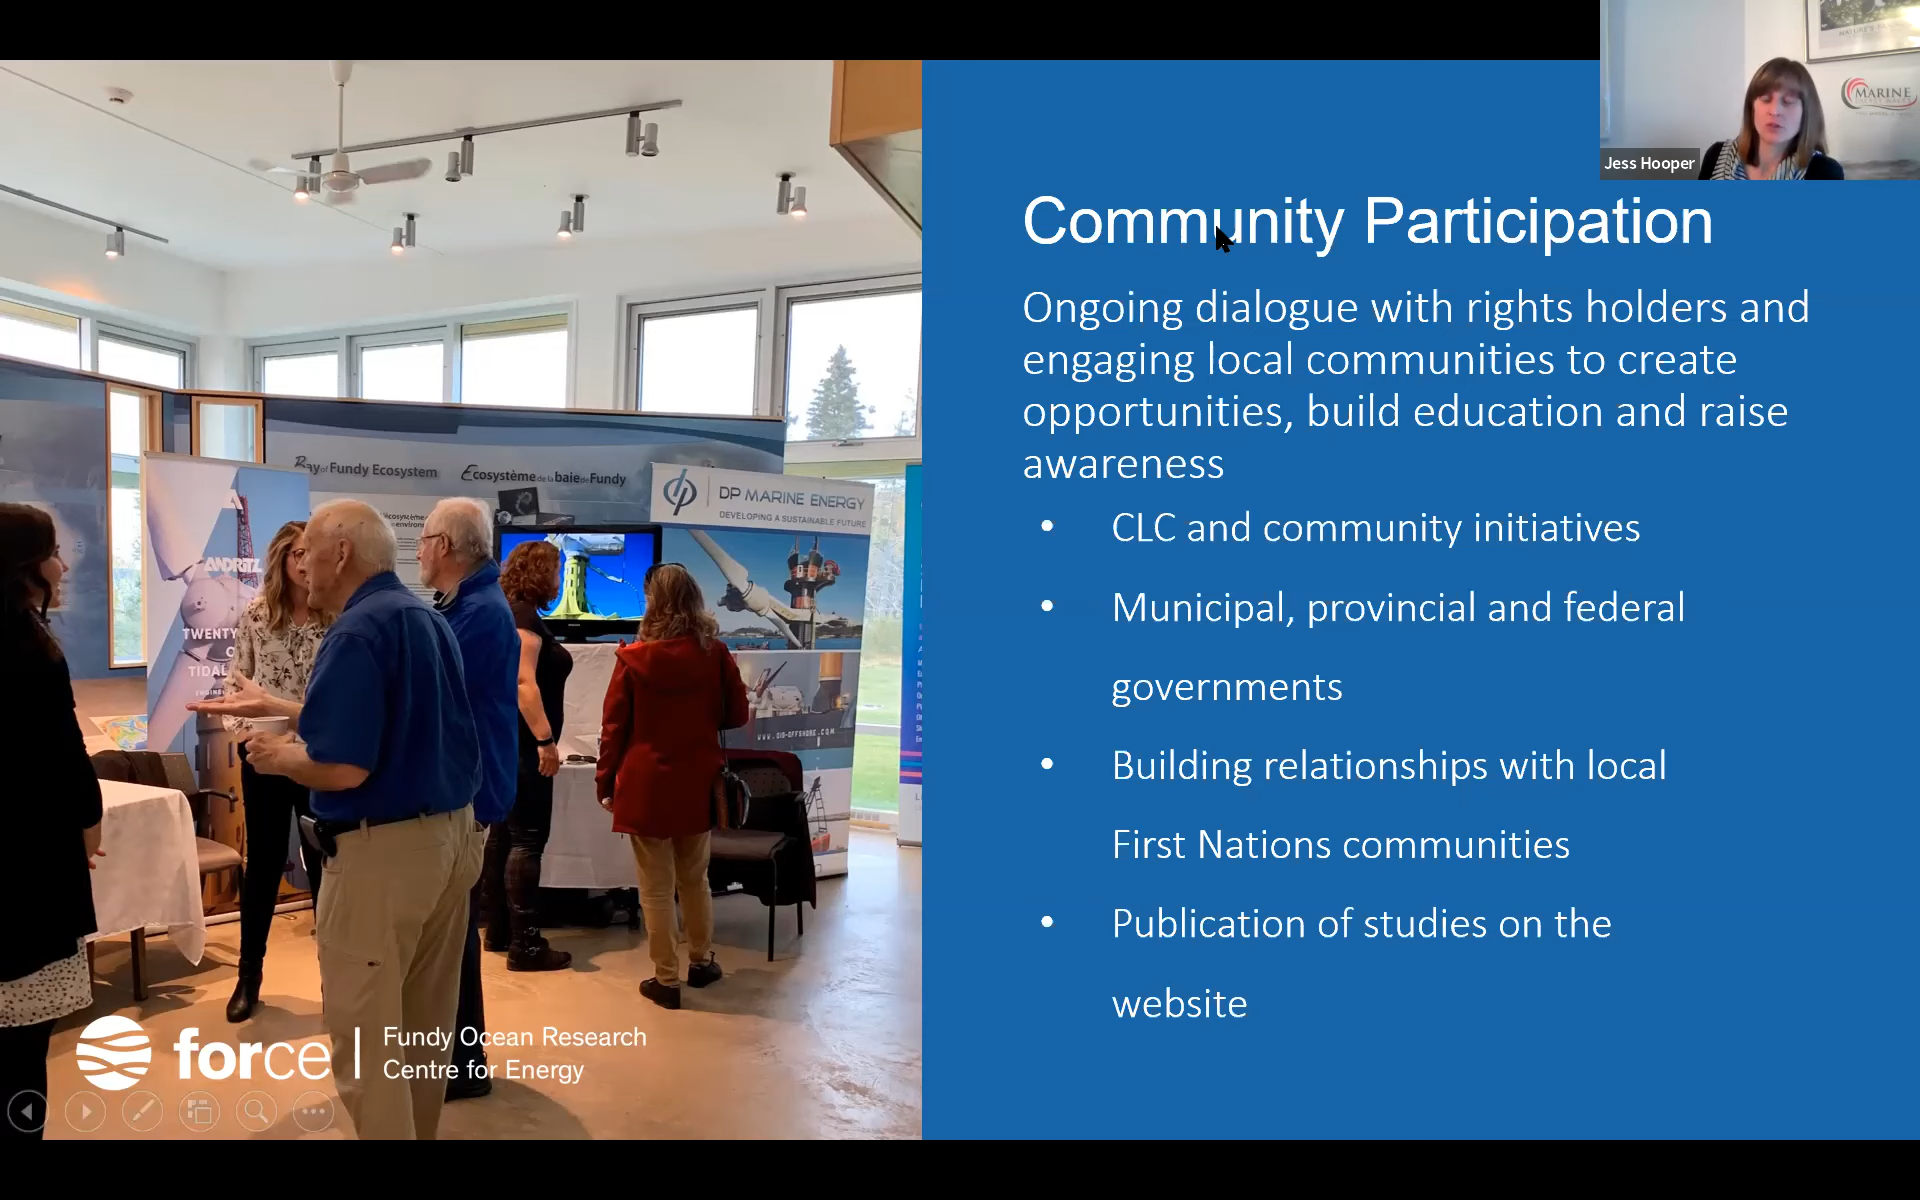 MARINE
Jess Hooper
Community Participation
Ongoing dialogue with rights holders and
engaging local communities to create
opportunities, build education and raise
awareness
• CLC and community initiatives
• Municipal, provincial and federal
governments
• Building relationships with local
First Nations communities
• Publication of studies on the
website
Bay of Fundy Ecosystem
Écosystème de la baie de Fundy
DP MARINE ENERGY
DEVELOPING A SUSTAINABLE FUTURE
ANDRITZ
TWENTY
TIDAL
force
Fundy Ocean Research
Centre for Energy